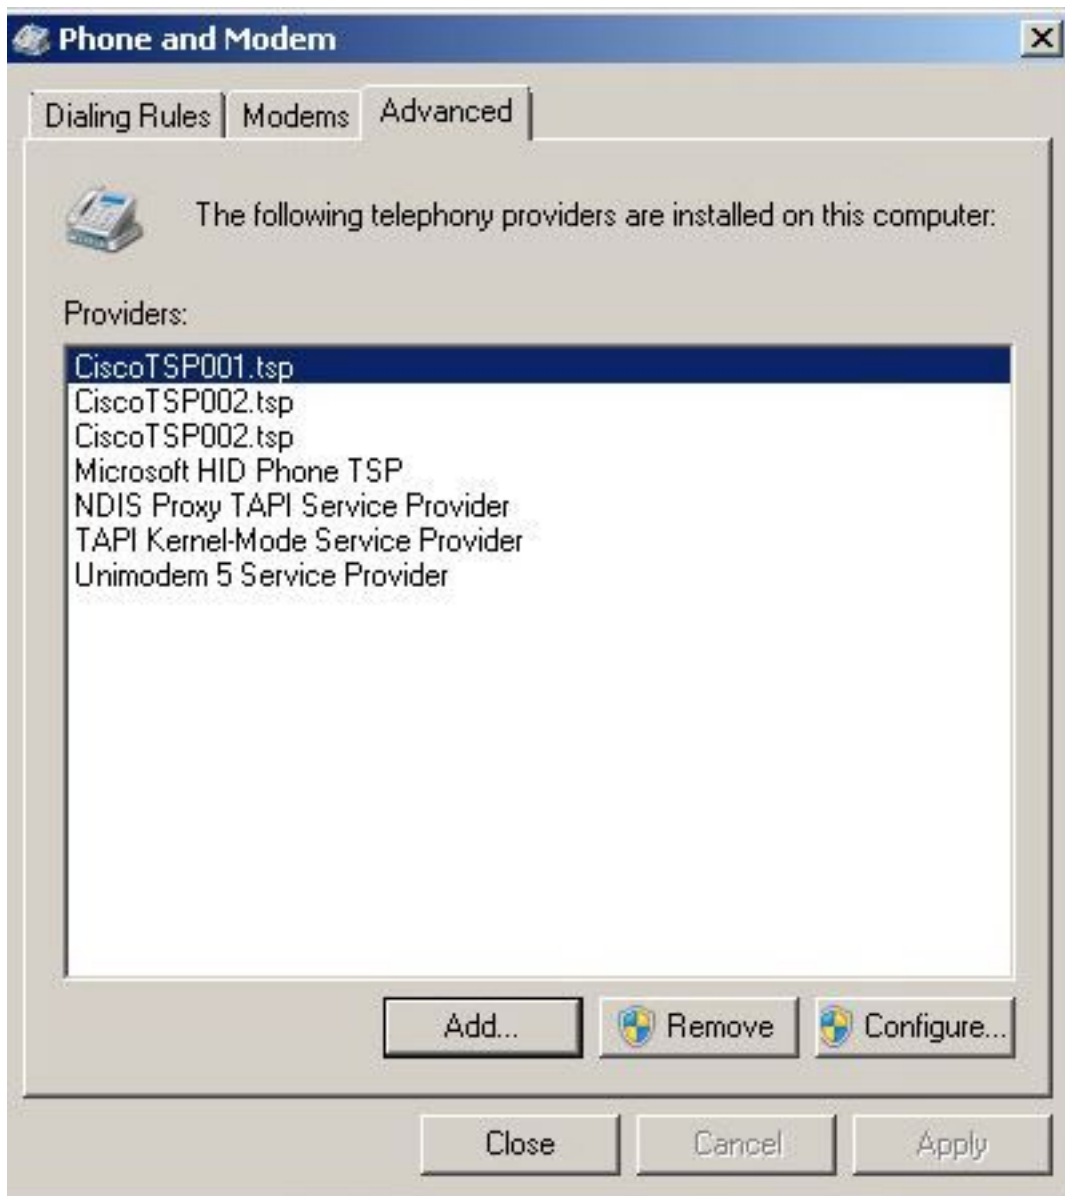 Phone and Modem
Dialing Rules Modems Advanced
The following telephony providers are installed on this computer:
Providers:
CiscoTSP001.tsp
CiscoTSP002.tsp
CiscoTSP002.tsp
Microsoft HID Phone TSP
NDIS Proxy TAPI Service Provider
TAPI Kernel-Mode Service Provider
Unimodem 5 Service Provider
Add... Remove Configure...
Close Cancel Apply